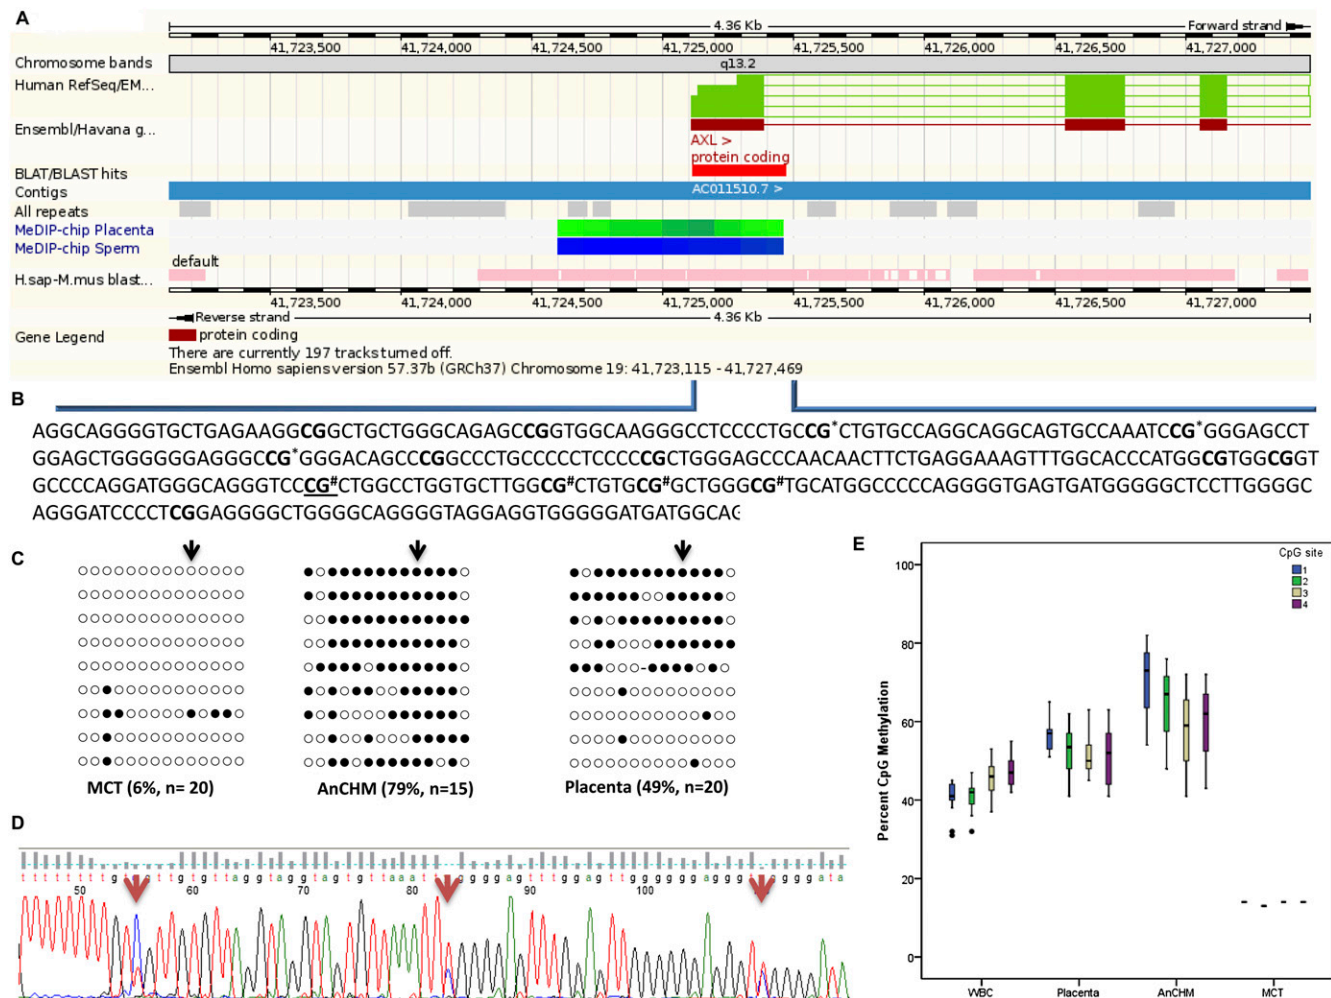 A
4.36 Kb
Forward strand
41,723,500 41,724,000 41,724,500 41,725,000 41,725,500 41,726,000 41,726,500 41,727,000
Chromosome bands
q13.2
Human RefSeq/EM...
Ensembl/Havana g...
AXL >
protein coding
BLAT/BLAST hits
Contigs
AC011510.7 >
All repeats
MeDIP-chip Placenta
MeDIP-chip Sperm
default
H.sap-M.mus blast...
41,723,500 41,724,000 41,724,500 41,725,000 41,725,500 41,726,000 41,726,500 41,727,000
Reverse strand
4.36 Kb
Gene Legend
protein coding
There are currently 197 tracks turned off.
Ensembl Homo sapiens version 57.37b (GRCh37) Chromosome 19: 41,723,115 - 41,727,469
B
AGGCAGGGGTGCTGAGAAGGCGGCTGCTGGGCAGAGCCGGTGGCAAGGGCCTCCCCTGCCG*CTGTGCCAGGCAGGCAGTGCCAAATCCG*GGGAGCCT
GGAGCTGGGGGGAGGGCCG*GGGACAGCCCGGCCCTGCCCCCTCCCCCGCTGGGAGCCCAACAACTTCTGAGGAAAGTTTGGCACCCATGGCGTGGCGGT
GCCCCAGGATGGGCAGGGTCCCG#CTGGCCTGGTGCTTGGCG#CTGTGCG#GCTGGGCG#TGCATGGCCCCCAGGGGTGAGTGATGGGGGCTCCTTGGGGC
AGGGATCCCCTCGGAGGGGCTGGGGCAGGGGTAGGAGGTGGGGGATGATGGCAG
C
MCT (6%, n= 20)
AnCHM (79%, n=15)
Placenta (49%, n=20)
D
50 60 70 80 90 100
E
CpG site
1
2
3
4
Percent CpG Methylation
100
80
60
40
20
0
WBC Placenta AnCHM MCT